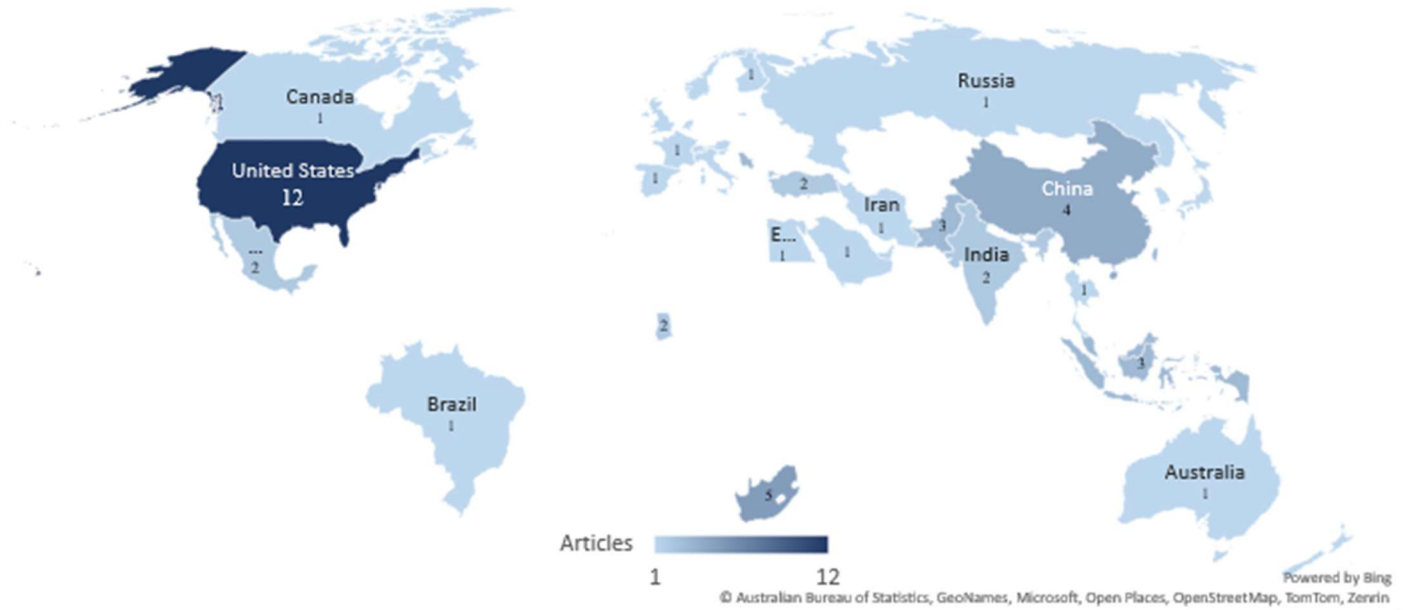 Canada
1
1
United States
12
...
2
Brazil
1
1
1
1
2
E...
1
1
Iran
1
3
Russia
1
China
4
India
2
1
2
3
5
Australia
1
Articles
1
12
Powered by Bing
© Australian Bureau of Statistics, GeoNames, Microsoft, Open Places, OpenStreetMap, TomTom, Zenrin